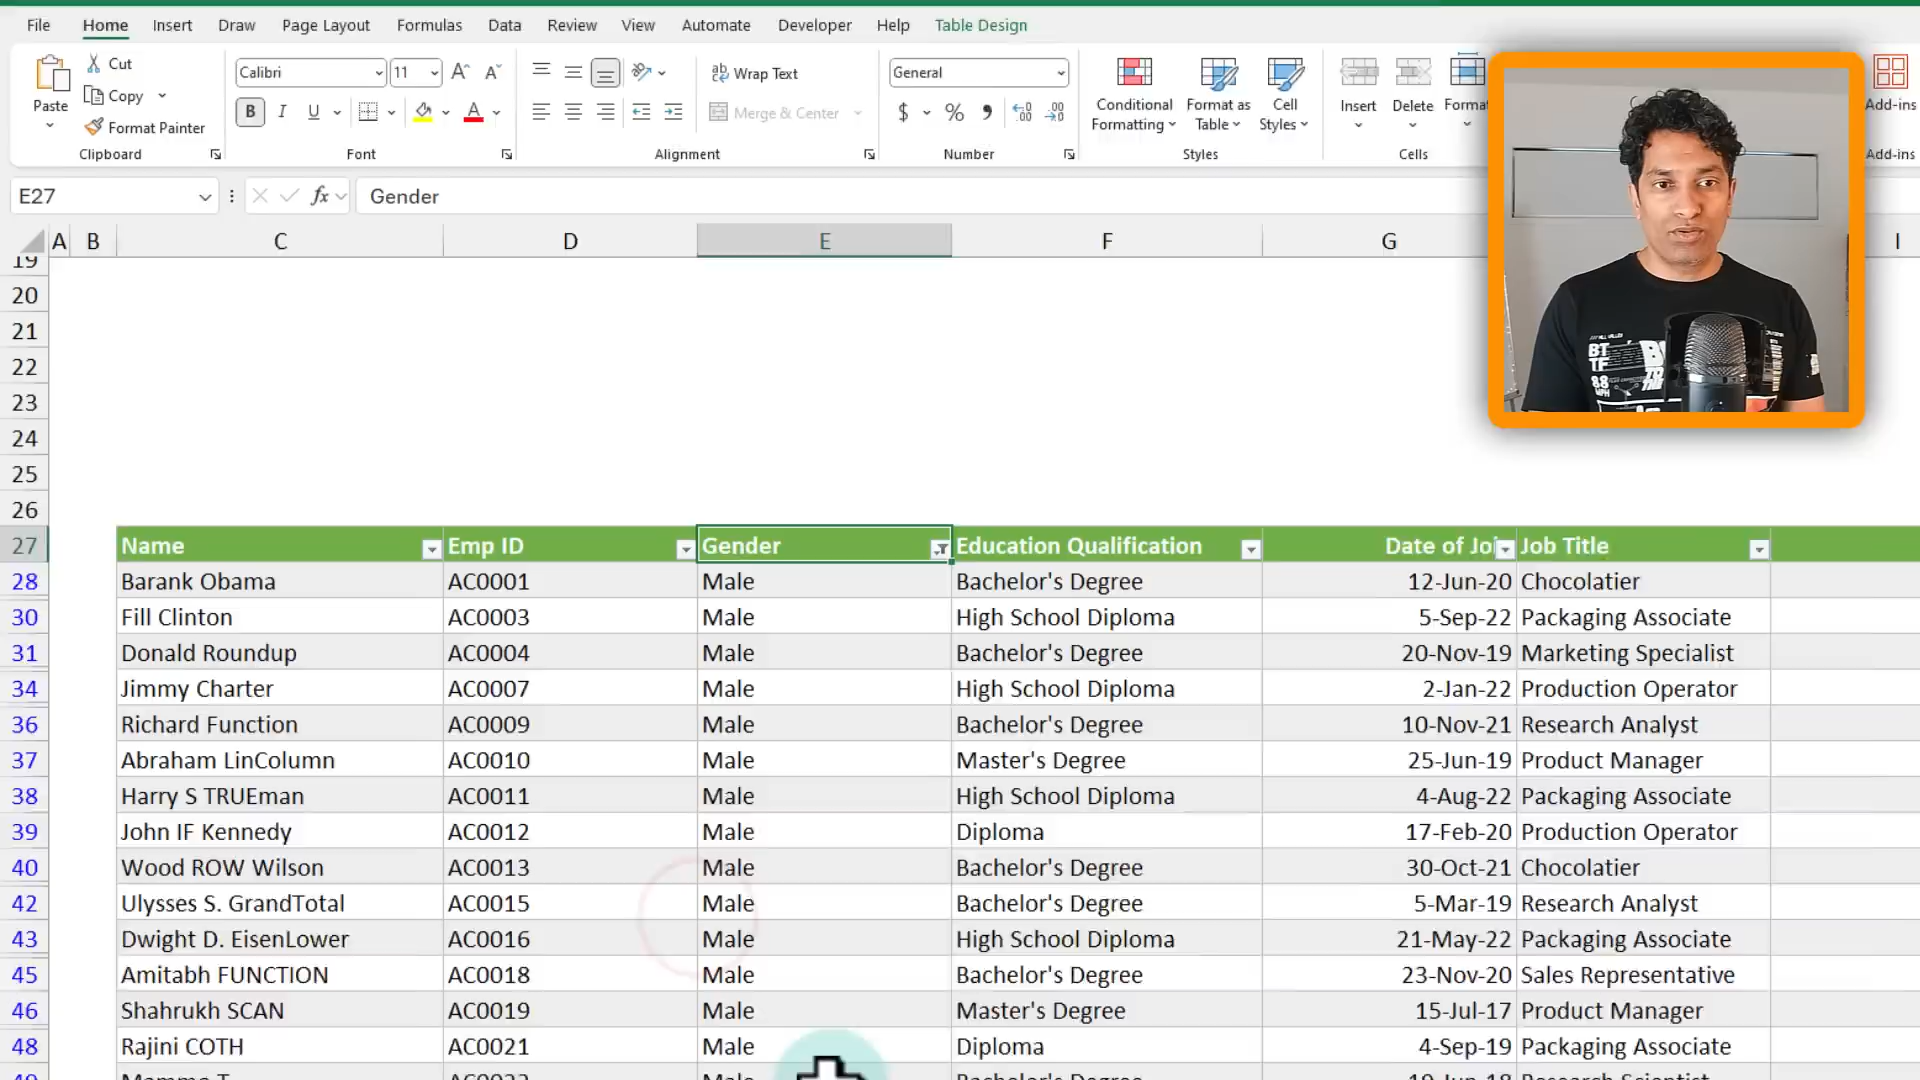 File Home Insert Draw Page Layout Formulas Data Review View Automate Developer Help Table Design
Paste
Cut
Copy
Format Painter
Clipboard
Calibri 11
B I U
Font
Wrap Text
Merge & Center
Alignment
General
$ % 9
Number
Conditional Formatting
Format as Table
Cell Styles
Styles
Insert Delete Format
Cells
Add-ins
Add-ins
E27 fx Gender
A B C D E F G I
19
20
21
22
23
24
25
26
27 Name Emp ID Gender Education Qualification Date of Joi Job Title
28 Barank Obama AC0001 Male Bachelor's Degree 12-Jun-20 Chocolatier
30 Fill Clinton AC0003 Male High School Diploma 5-Sep-22 Packaging Associate
31 Donald Roundup AC0004 Male Bachelor's Degree 20-Nov-19 Marketing Specialist
34 Jimmy Charter AC0007 Male High School Diploma 2-Jan-22 Production Operator
36 Richard Function AC0009 Male Bachelor's Degree 10-Nov-21 Research Analyst
37 Abraham LinColumn AC0010 Male Master's Degree 25-Jun-19 Product Manager
38 Harry S TRUEman AC0011 Male High School Diploma 4-Aug-22 Packaging Associate
39 John IF Kennedy AC0012 Male Diploma 17-Feb-20 Production Operator
40 Wood ROW Wilson AC0013 Male Bachelor's Degree 30-Oct-21 Chocolatier
42 Ulysses S. GrandTotal AC0015 Male Bachelor's Degree 5-Mar-19 Research Analyst
43 Dwight D. EisenLower AC0016 Male High School Diploma 21-May-22 Packaging Associate
45 Amitabh FUNCTION AC0018 Male Bachelor's Degree 23-Nov-20 Sales Representative
46 Shahrukh SCAN AC0019 Male Master's Degree 15-Jul-17 Product Manager
48 Rajini COTH AC0021 Male Diploma 4-Sep-19 Packaging Associate